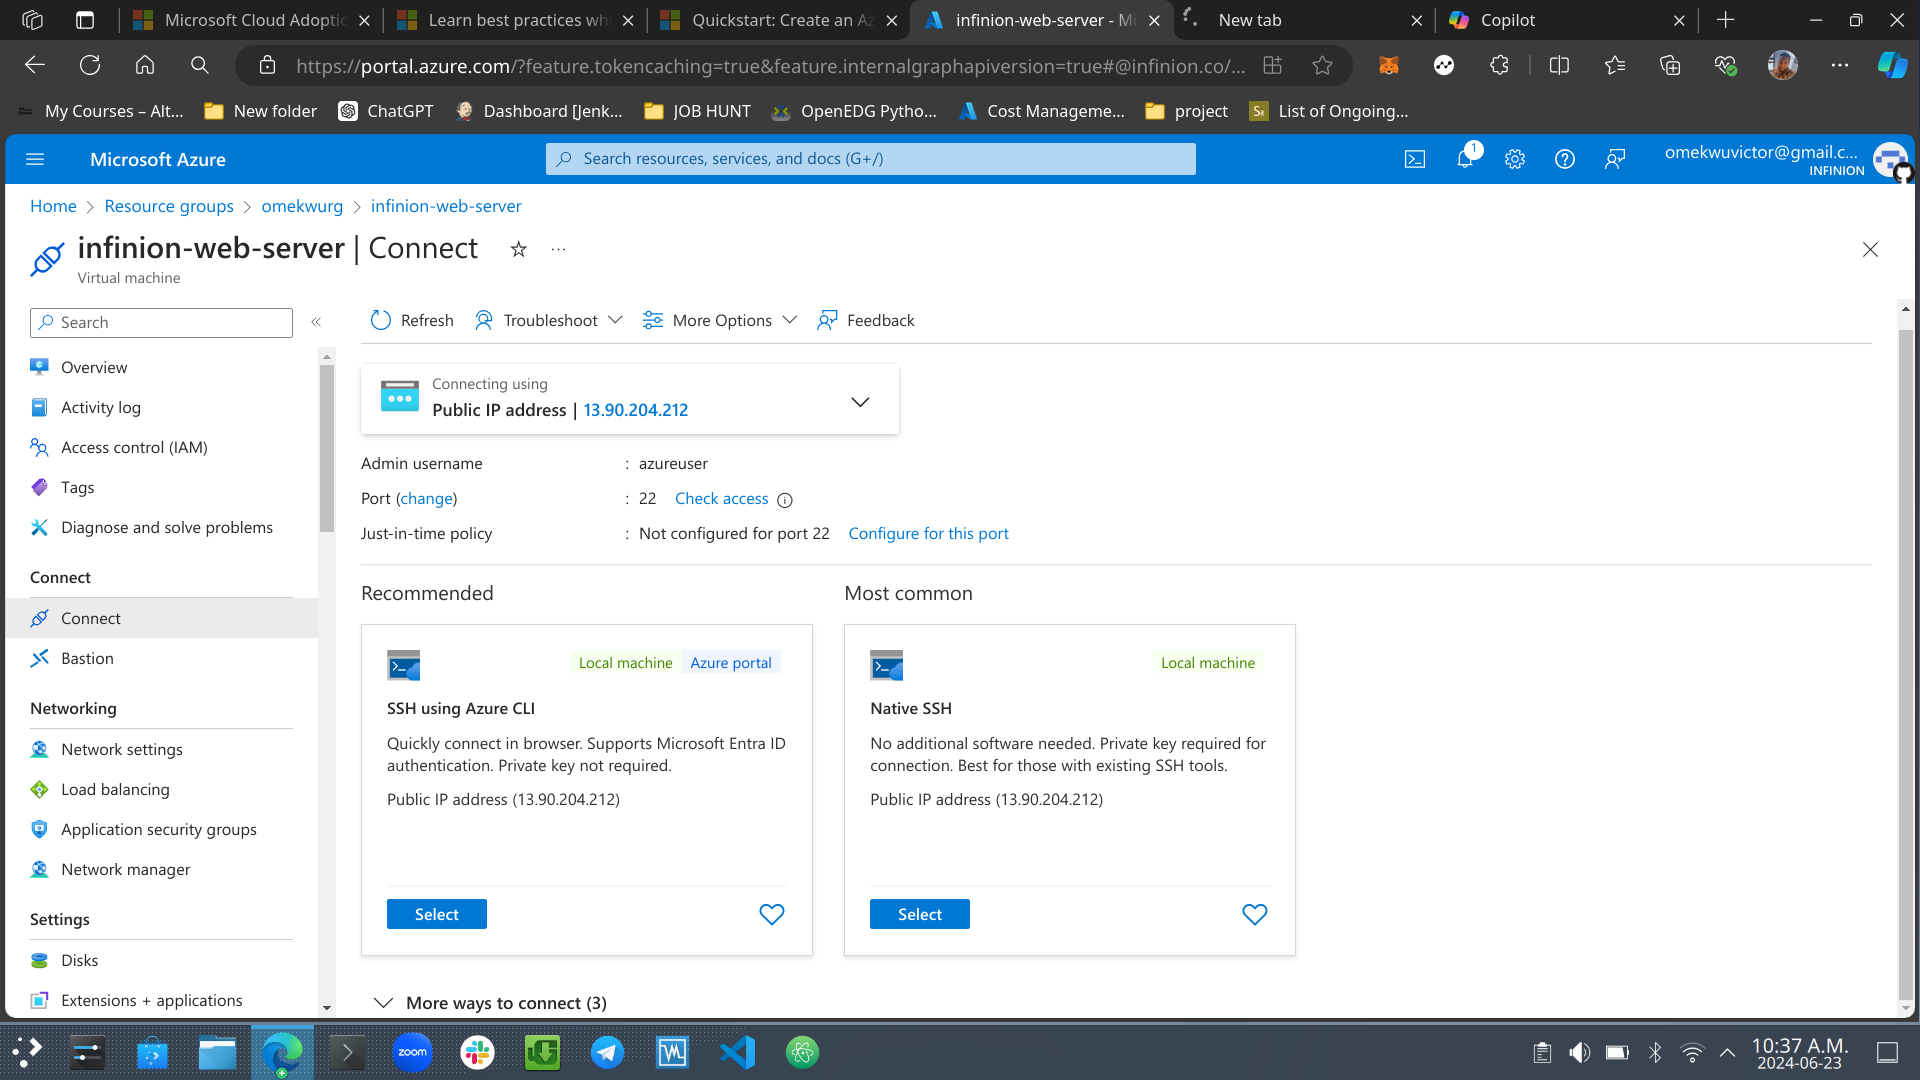 Microsoft Cloud Adoptic
Learn best practices wh
Quickstart: Create an Az
infinion-web-server - Mi
New tab
Copilot
https://portal.azure.com/?feature.tokencaching=true&feature.internalgraphapiversion=true#@infinion.co/...
My Courses – Alt...
New folder
ChatGPT
Dashboard [Jenk...
JOB HUNT
OpenEDG Pytho...
Cost Manageme...
project
SR
List of Ongoing...
Microsoft Azure
Search resources, services, and docs (G+/)
1
omekwuvictor@gmail.c...
INFINION
Home > Resource groups > omekwurg > infinion-web-server
infinion-web-server | Connect
Virtual machine
Search
Refresh
Troubleshoot
More Options
Feedback
Overview
Activity log
Access control (IAM)
Tags
Diagnose and solve problems
Connect
Connect
Bastion
Networking
Network settings
Load balancing
Application security groups
Network manager
Settings
Disks
Extensions + applications
Connecting using
Public IP address | 13.90.204.212
Admin username : azureuser
Port (change) : 22 Check access
Just-in-time policy : Not configured for port 22 Configure for this port
Recommended
Local machine Azure portal
SSH using Azure CLI
Quickly connect in browser. Supports Microsoft Entra ID
authentication. Private key not required.
Public IP address (13.90.204.212)
Select
Most common
Local machine
Native SSH
No additional software needed. Private key required for
connection. Best for those with existing SSH tools.
Public IP address (13.90.204.212)
Select
More ways to connect (3)
zoom
10:37 A.M.
2024-06-23